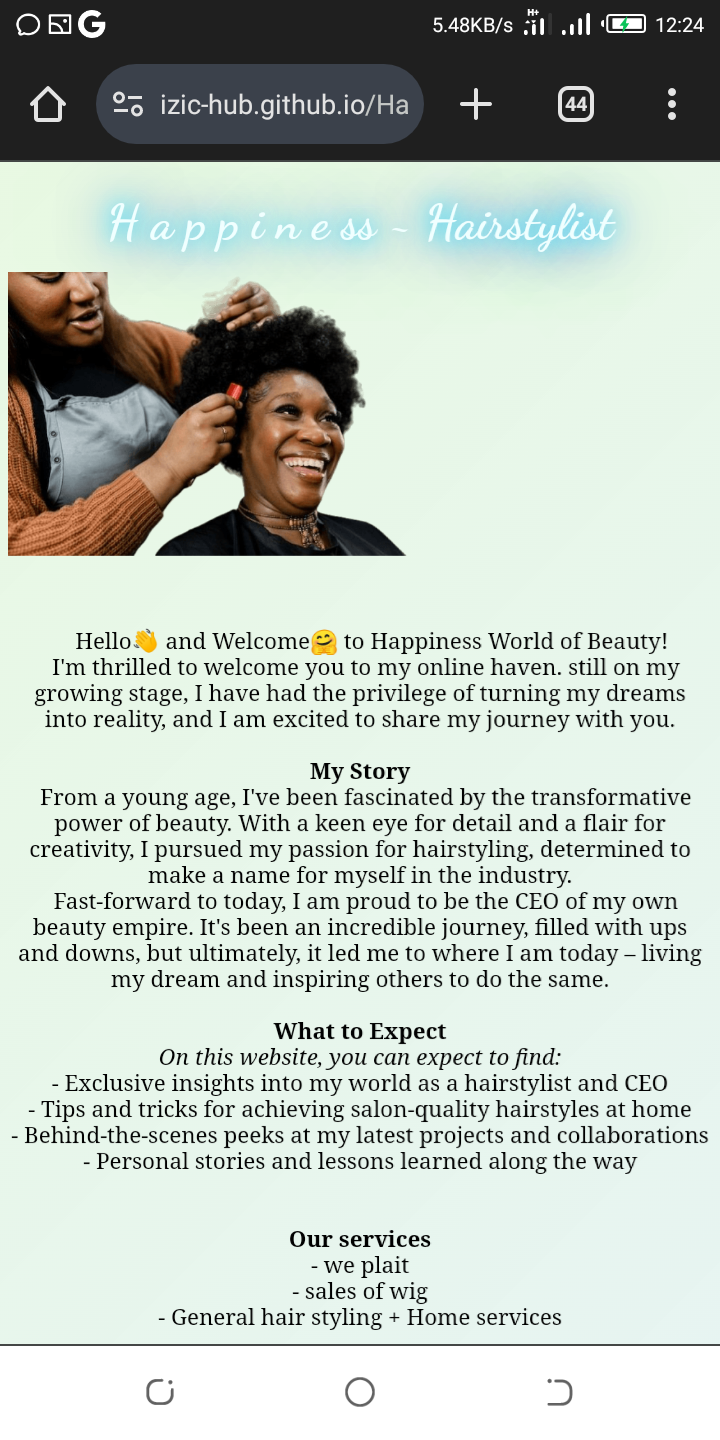 5.48KB/s H+ 12:24
izic-hub.github.io/Ha 44
Happiness ~ Hairstylist
Hello👋 and Welcome🤗 to Happiness World of Beauty!
I'm thrilled to welcome you to my online haven. still on my
growing stage, I have had the privilege of turning my dreams
into reality, and I am excited to share my journey with you.
My Story
From a young age, I've been fascinated by the transformative
power of beauty. With a keen eye for detail and a flair for
creativity, I pursued my passion for hairstyling, determined to
make a name for myself in the industry.
Fast-forward to today, I am proud to be the CEO of my own
beauty empire. It's been an incredible journey, filled with ups
and downs, but ultimately, it led me to where I am today – living
my dream and inspiring others to do the same.
What to Expect
On this website, you can expect to find:
- Exclusive insights into my world as a hairstylist and CEO
- Tips and tricks for achieving salon-quality hairstyles at home
- Behind-the-scenes peeks at my latest projects and collaborations
- Personal stories and lessons learned along the way
Our services
- we plait
- sales of wig
- General hair styling + Home services